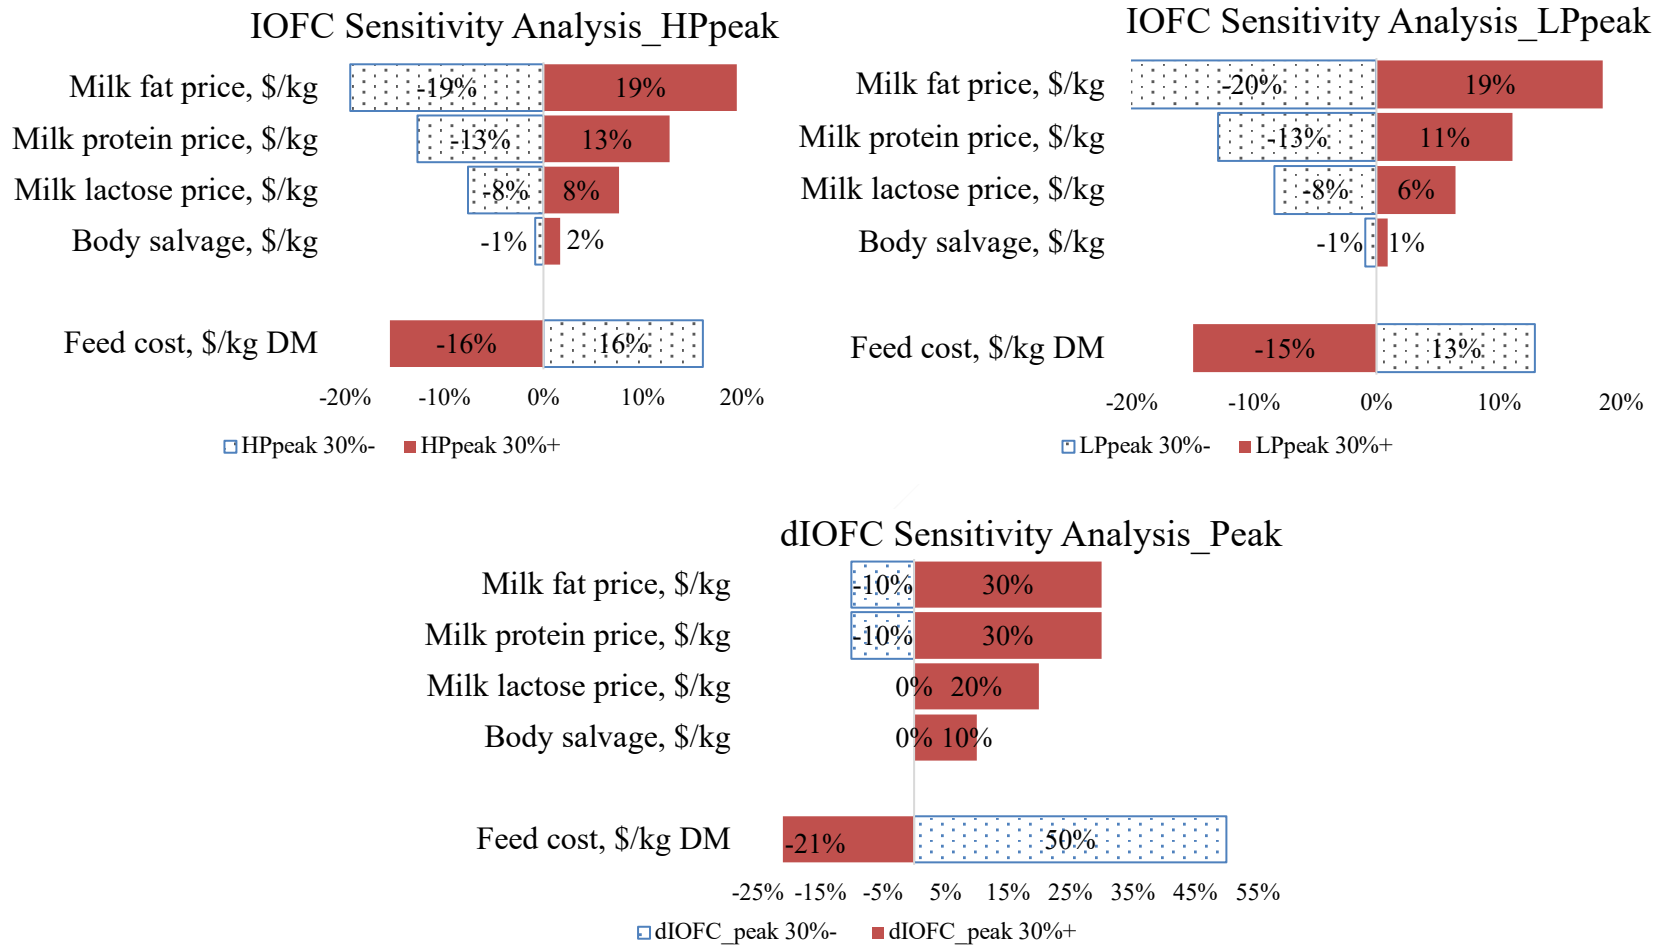 IOFC Sensitivity Analysis_HPpeak
Milk fat price, $/kg
-19%
19%
Milk protein price, $/kg
-13%
13%
Milk lactose price, $/kg
-8%
8%
Body salvage, $/kg
-1%
2%
Feed cost, $/kg DM
-16%
16%
-20% -10% 0% 10% 20%
HPpeak 30%- HPpeak 30%+
IOFC Sensitivity Analysis_LPpeak
Milk fat price, $/kg
-20%
19%
Milk protein price, $/kg
-13%
11%
Milk lactose price, $/kg
-8%
6%
Body salvage, $/kg
-1%
1%
Feed cost, $/kg DM
-15%
13%
-20% -10% 0% 10% 20%
LPpeak 30%- LPpeak 30%+
dIOFC Sensitivity Analysis_Peak
Milk fat price, $/kg
-10%
30%
Milk protein price, $/kg
-10%
30%
Milk lactose price, $/kg
0%
20%
Body salvage, $/kg
0%
10%
Feed cost, $/kg DM
-21%
50%
-25% -15% -5% 5% 15% 25% 35% 45% 55%
dIOFC_peak 30%- dIOFC_peak 30%+